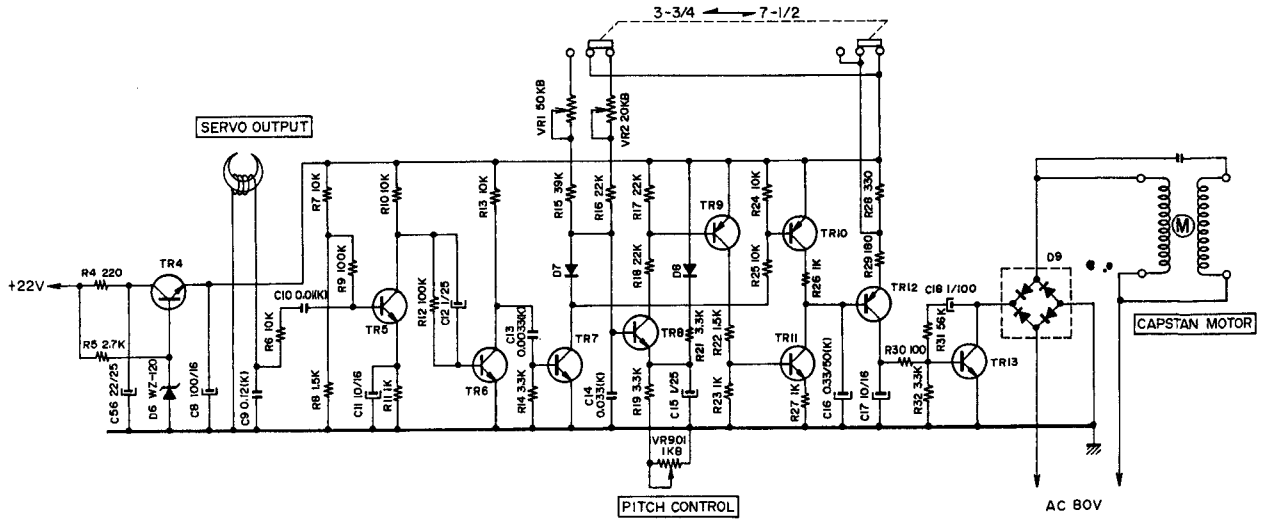 3-3/4 7-1/2
SERVO OUTPUT
VR1 50KB
VR2 20KB
R7 10K
R10 10K
R13 10K
R15 39K
R16 22K
R17 22K
R24 10K
R28 330
TR9
TR10
TR4
R4 220
+22V
R5 2.7K
R9 100K
C10 0.01(K)
R6 10K
TR5
R12 100K
C12 1/25
D7
R18 22K
D8
R25 10K
R26 1K
R29 180
TR12
D9
C18 1/100
R31 56K
M
CAPSTAN MOTOR
C56 22/25
D6 WZ-120
C8 100/16
C9 0.12(K)
R8 1.5K
C11 10/16
R11 1K
TR6
C13 0.0033(K)
R14 3.3K
TR7
C14 0.033(K)
TR8
R19 3.3K
R21 3.3K
C15 1/25
R22 1.5K
R23 1K
TR11
R27 1K
C16 0.33/50(K)
C17 10/16
R30 100
R32 3.3K
TR13
VR901
1KB
PITCH CONTROL
AC 80V